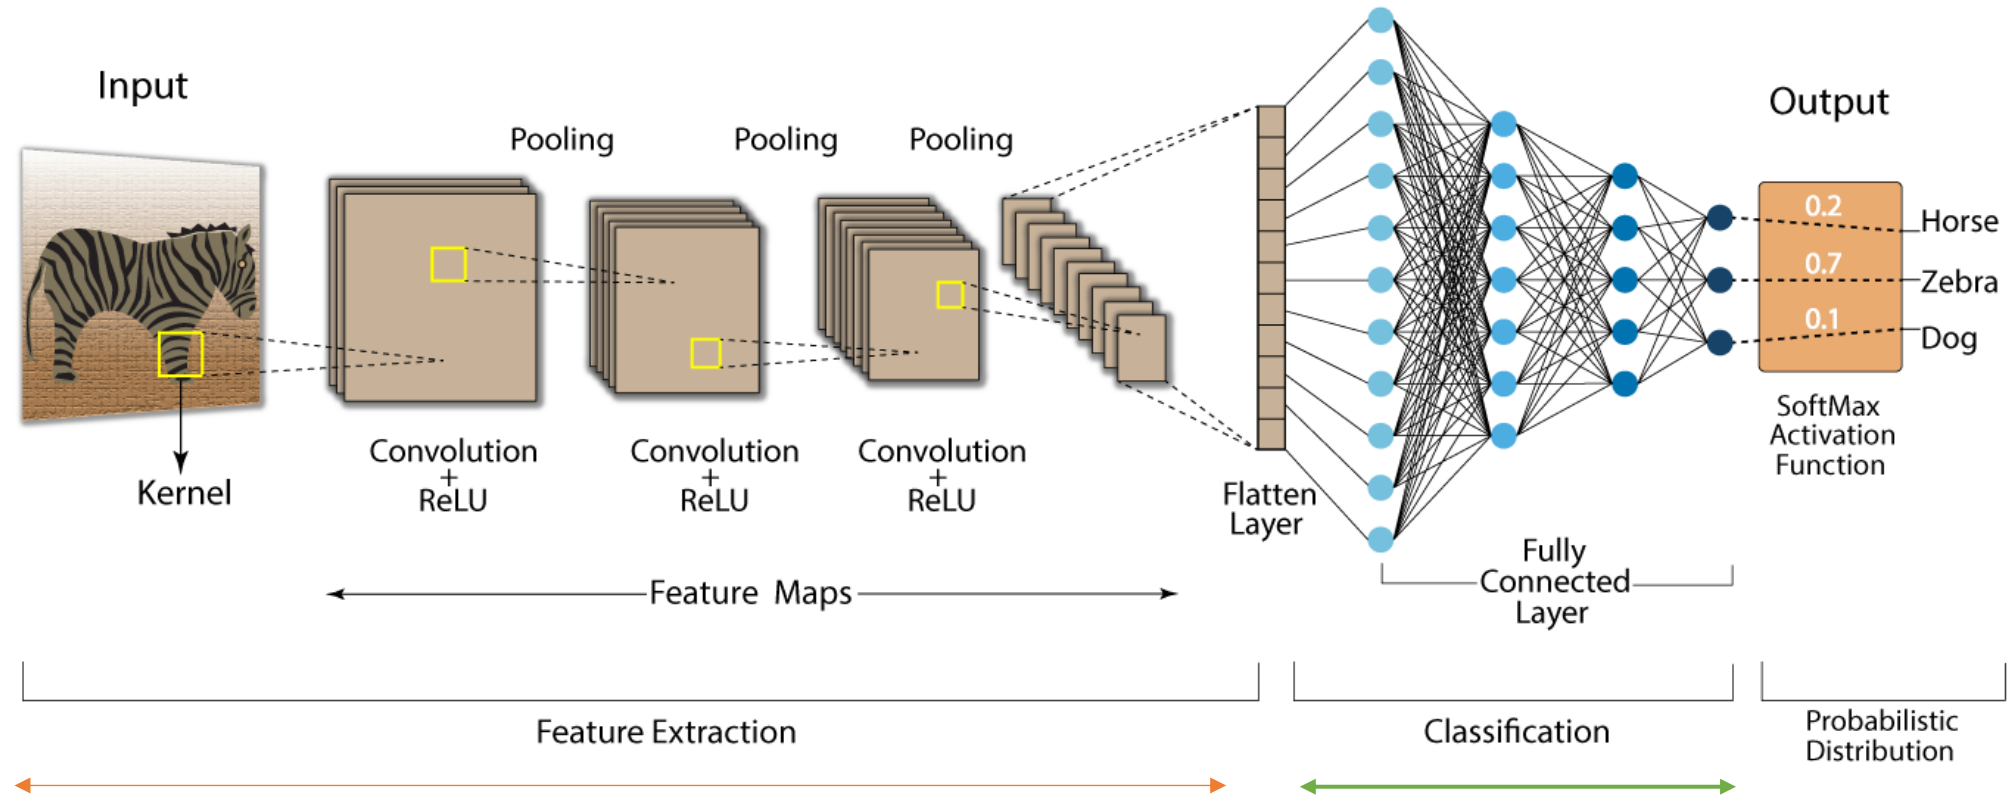 Input
Pooling
Pooling
Pooling
Output
0.2
Horse
0.7
Zebra
0.1
Dog
Kernel
Convolution
+
ReLU
Convolution
+
ReLU
Convolution
+
ReLU
Flatten
Layer
SoftMax
Activation
Function
Feature Maps
Fully
Connected
Layer
Feature Extraction
Classification
Probabilistic
Distribution